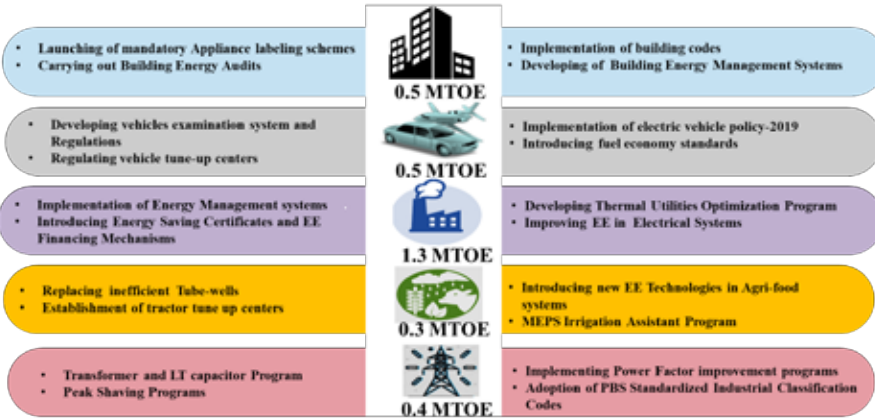 • Launching of mandatory Appliance labeling schemes
• Carrying out Building Energy Audits
0.5 MTOE
• Implementation of building codes
• Developing of Building Energy Management Systems
• Developing vehicles examination system and
Regulations
• Regulating vehicle tune-up centers
0.5 MTOE
• Implementation of electric vehicle policy-2019
• Introducing fuel economy standards
• Implementation of Energy Management systems
• Introducing Energy Saving Certificates and EE
Financing Mechanisms
1.3 MTOE
• Developing Thermal Utilities Optimization Program
• Improving EE in Electrical Systems
• Replacing inefficient Tube-wells
• Establishment of tractor tune up centers
0.3 MTOE
• Introducing new EE Technologies in Agri-food
systems
• MEPS Irrigation Assistant Program
• Transformer and LT capacitor Program
• Peak Shaving Programs
0.4 MTOE
• Implementing Power Factor improvement programs
• Adoption of PBS Standardized Industrial Classification
Codes